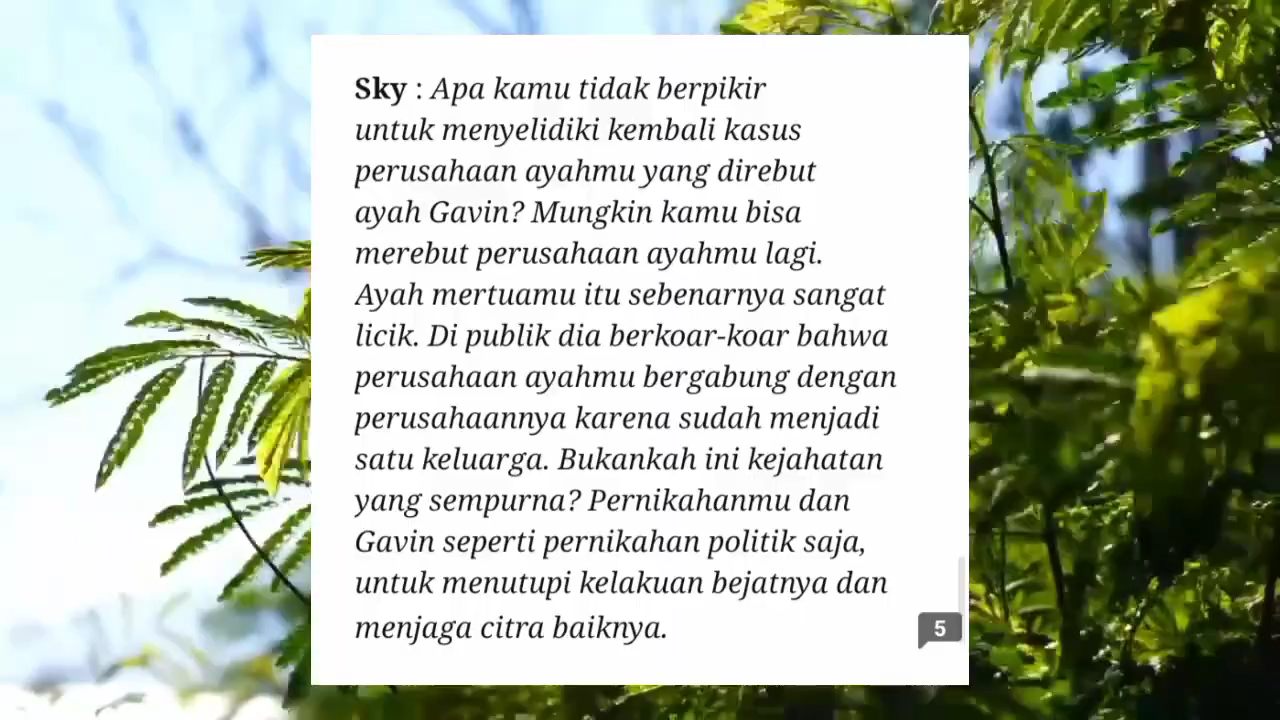 Sky : Apa kamu tidak berpikir
untuk menyelidiki kembali kasus
perusahaan ayahmu yang direbut
ayah Gavin? Mungkin kamu bisa
merebut perusahaan ayahmu lagi.
Ayah mertuamu itu sebenarnya sangat
licik. Di publik dia berkoar-koar bahwa
perusahaan ayahmu bergabung dengan
perusahaannya karena sudah menjadi
satu keluarga. Bukankah ini kejahatan
yang sempurna? Pernikahanmu dan
Gavin seperti pernikahan politik saja,
untuk menutupi kelakuan bejatnya dan
menjaga citra baiknya.
5